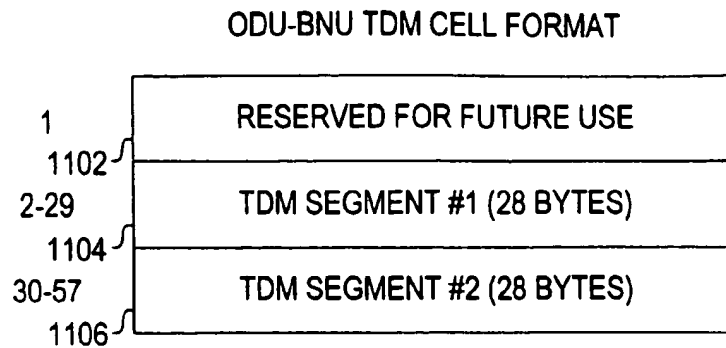 ODU-BNU TDM CELL FORMAT
1
RESERVED FOR FUTURE USE
1102
2-29
TDM SEGMENT #1 (28 BYTES)
1104
30-57
TDM SEGMENT #2 (28 BYTES)
1106